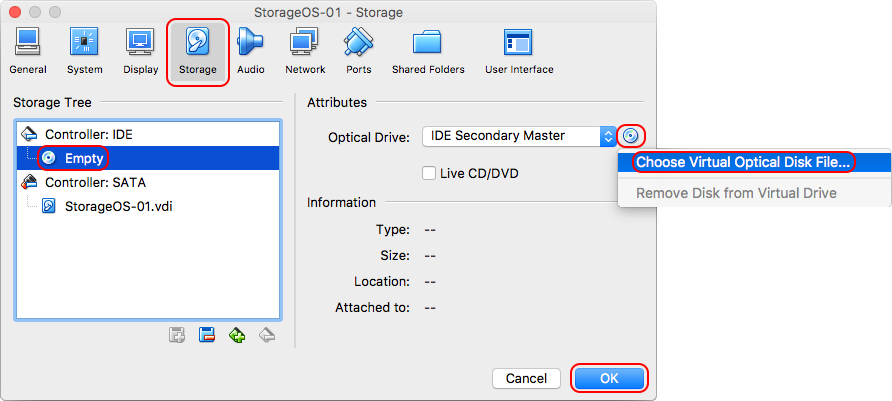 StorageOS-01 - Storage
General System Display Storage Audio Network Ports Shared Folders User Interface
Storage Tree
Controller: IDE
Empty
Controller: SATA
StorageOS-01.vdi
Attributes
Optical Drive: IDE Secondary Master
Choose Virtual Optical Disk File...
Remove Disk from Virtual Drive
Live CD/DVD
Information
Type: --
Size: --
Location: --
Attached to: --
Cancel OK